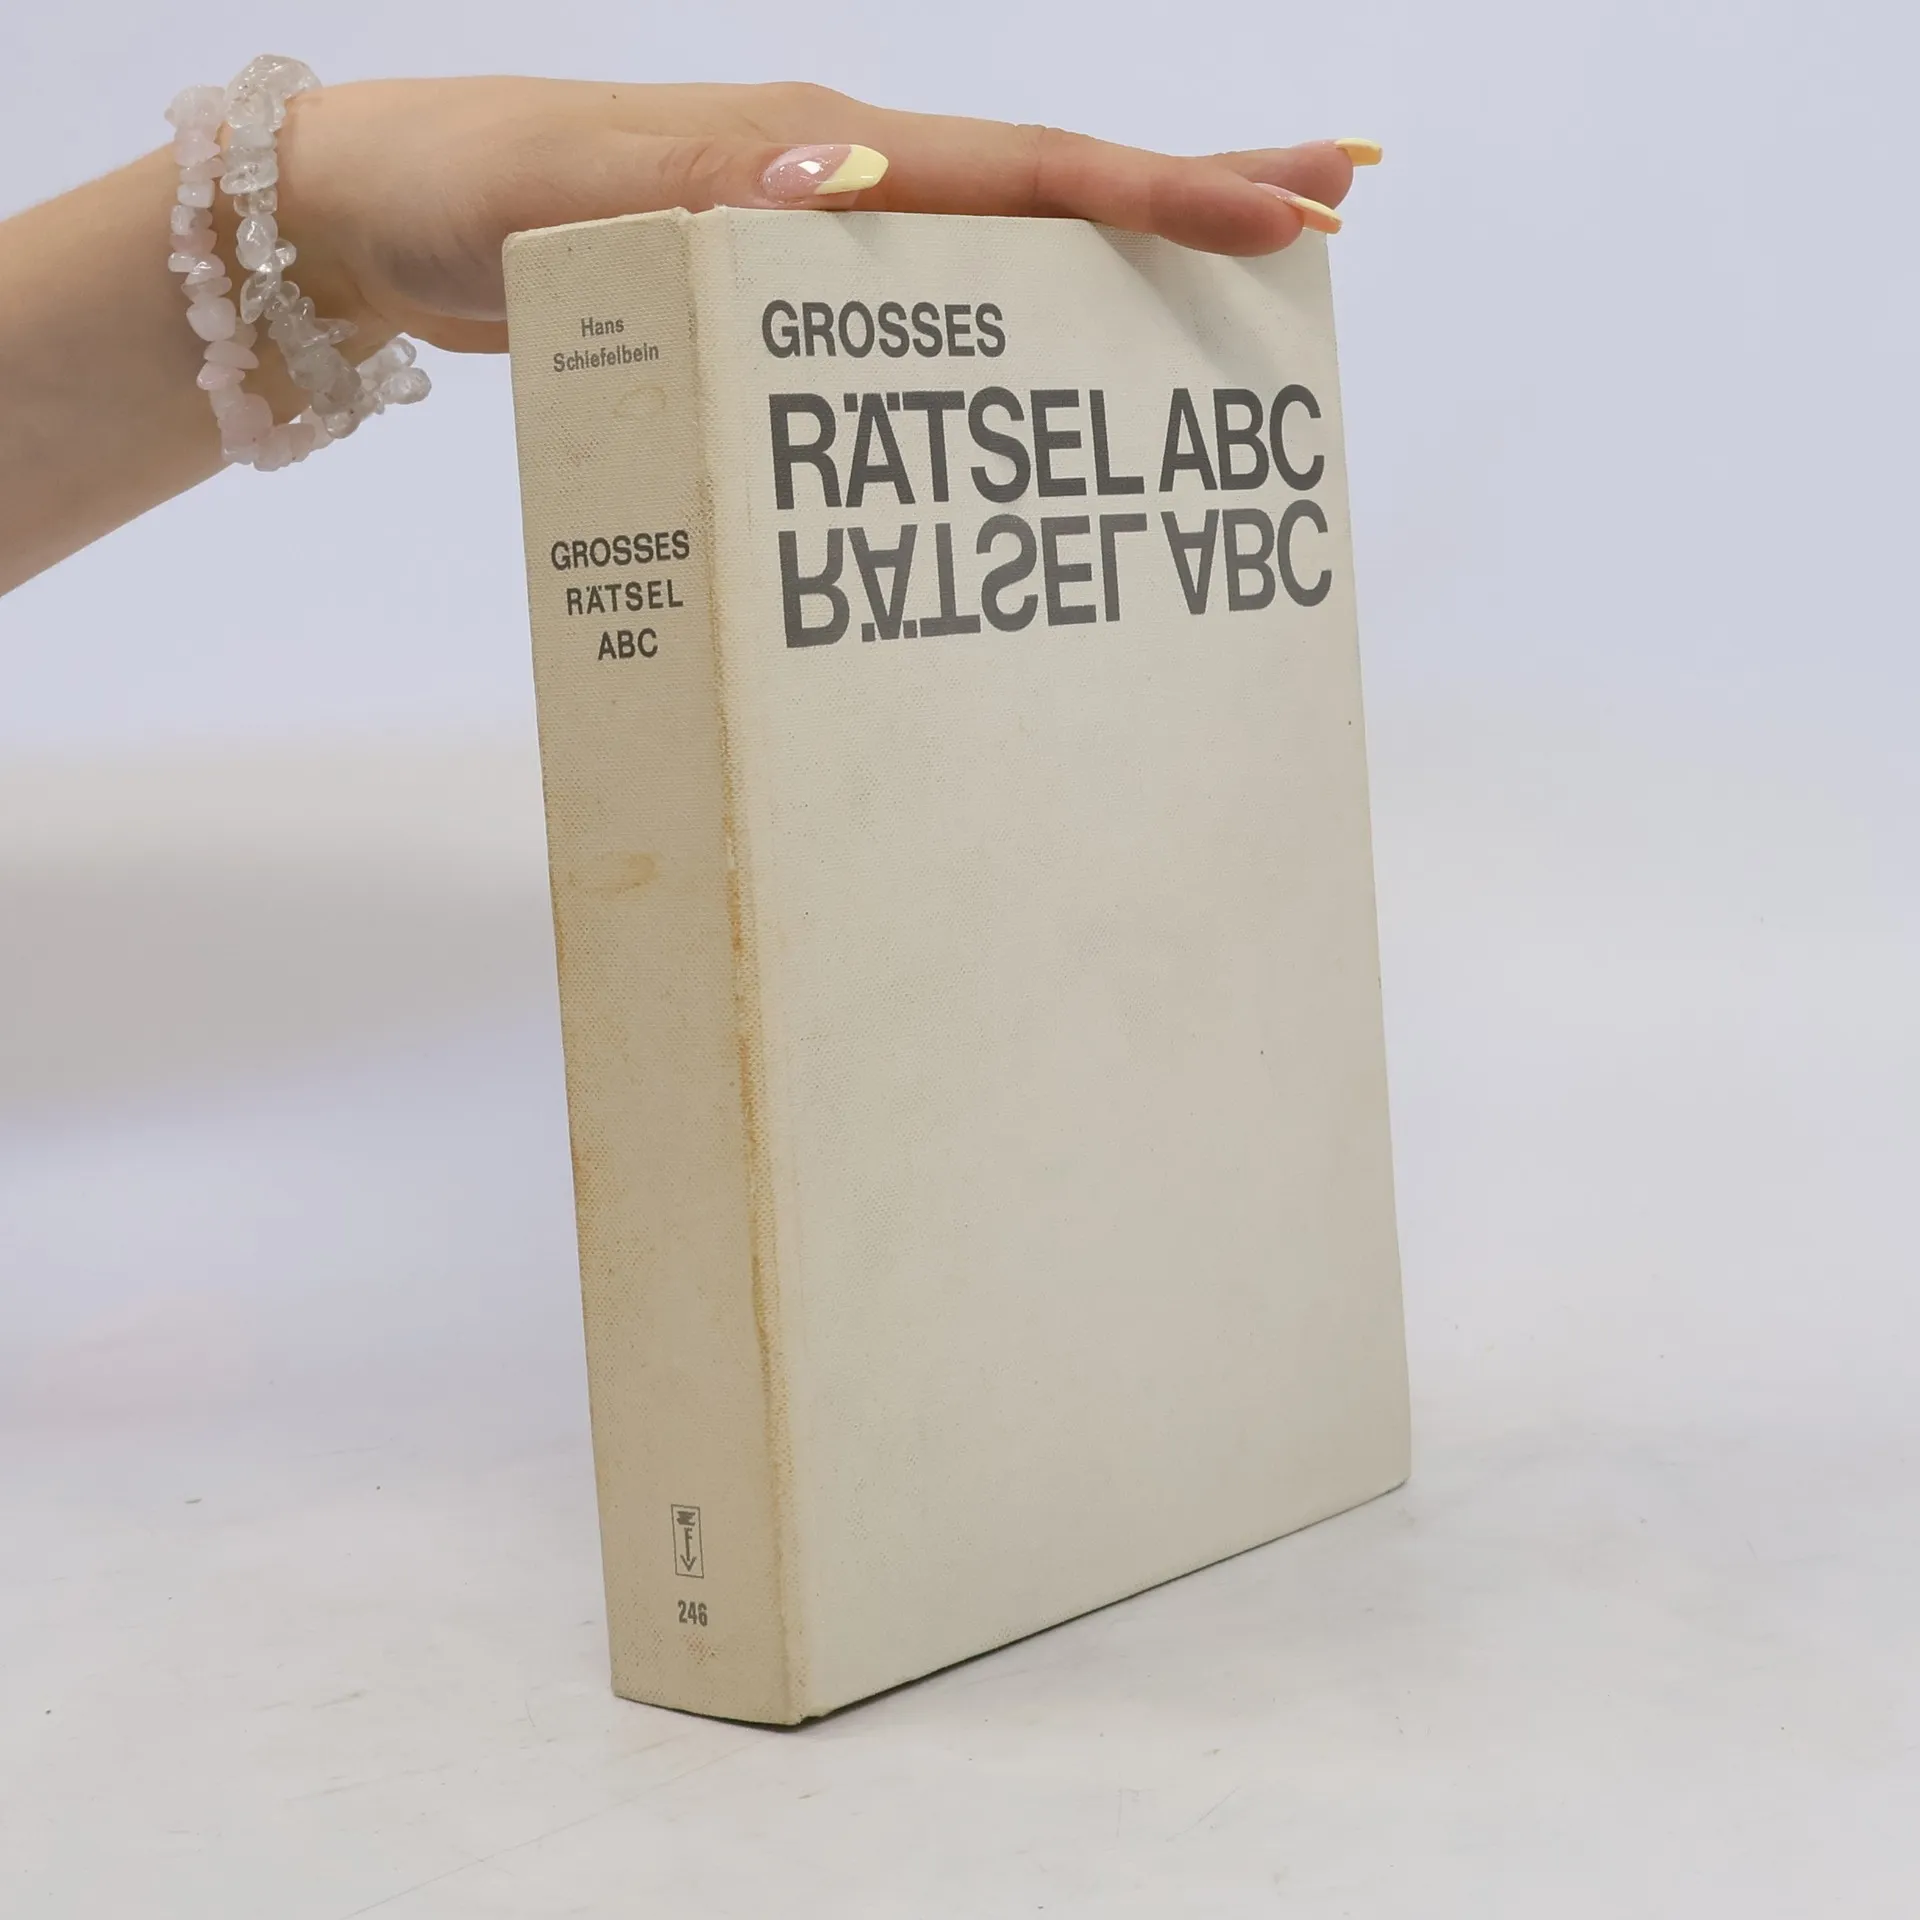 Hans
Schiefelbein
GROSSES
RÄTSEL
ABC
246
GROSSES
RÄTSEL ABC
RÄTSEL ABC